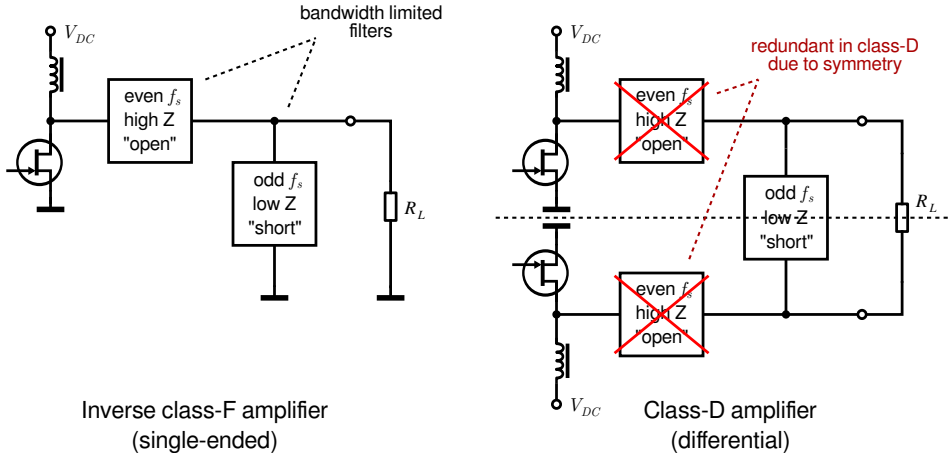 bandwidth limited
filters
V_DC
even f_s
high Z
"open"
odd f_s
low Z
"short"
R_L
Inverse class-F amplifier
(single-ended)
V_DC
redundant in class-D
due to symmetry
even f_s
high Z
"open"
odd f_s
low Z
"short"
R_L
even f_s
high Z
"open"
V_DC
Class-D amplifier
(differential)